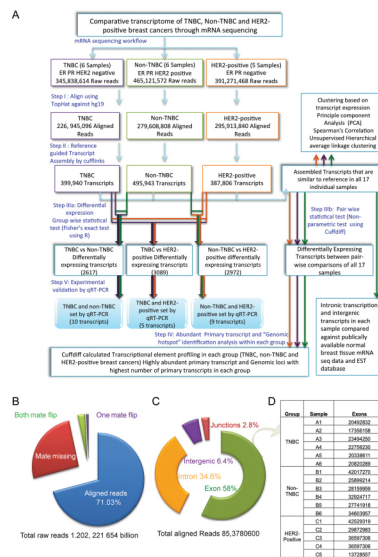 A
Comparative transcriptome of TNBC, Non-TNBC and HER2-
positive breast cancers through mRNA sequencing
mRNA sequencing workflow
TNBC (6 Samples)
ER PR HER2 negative
345,838,614 Raw reads
Non-TNBC (6 Samples)
ER PR HER2 positive
465,121,572 Raw reads
HER2-positive (5 Samples)
ER PR negative
391,271,468 Raw reads
Step I : Align using
TopHat against hg19
TNBC
226, 945,096 Aligned
Reads
Non-TNBC
279,608,808 Aligned
Reads
HER2-positive
295,913,840 Aligned
Reads
Step II : Reference
guided Transcript
Assembly by cufflinks
TNBC
399,940 Transcripts
Non-TNBC
495,943 Transcripts
HER2-positive
387,806 Transcripts
Clustering based on
transcript expression
Principle component
Analysis (PCA)
Spearman's Correlation
Unsupervised Hierarchical
average linkage clustering
Assembled Transcripts that are
similar to reference in all 17
individual samples
Step IIIa: Differential
expression
Group wise statistical
test (Fisher's exact test
using R)
Step IIIb: Pair wise
statistical test (Non-
parametric test using
Cuffdiff)
TNBC vs Non-TNBC
Differentially
expressing transcripts
(2617)
TNBC vs HER2-
positive Differentially
expressing transcripts
(3089)
Non-TNBC vs HER2-
positive Differentially
expressing transcripts
(2972)
Differentially Expressing
Transcripts between pair-
wise comparisons of all 17
samples
Step V: Experimental
validation by qRT-PCR
TNBC and non-TNBC
set by qRT-PCR
(10 transcripts)
TNBC and HER2-
positive set by
qRT-PCR
(5 transcripts)
Non-TNBC and HER2-
positive set by qRT-PCR
(9 transcripts)
Step IV: Abundant Primary transcript and "Genomic
hotspot" identification analysis within each group
Intronic transcription
and intergenic
transcripts in each
sample compared
against publically
available normal
breast tissue mRNA
seq data and EST
database
Cuffdiff calculated Transcriptional element profiling in each group (TNBC, non-TNBC and
HER2-positive breast cancers) Highly abundant primary transcript and Genomic loci with
highest number of primary transcripts in each group
B
Both mate flip
One mate flip
Mate missing
Aligned reads
71.03%
Total raw reads 1.202, 221 654 million
C
Junctions 2.8%
Intergenic 6.4%
Intron 34.6%
Exon 58%
Total aligned Reads 85,3780600
D
Group Sample Exons
TNBC
A1 20492832
A2 17356158
A3 23494250
A4 22756230
A5 20338611
A6 20820289
Non-
TNBC
B1 42017270
B2 25899214
B3 28159959
B4 32924717
B5 27741918
B6 34603957
HER2-
Positive
C1 42529319
C2 29872983
C3 36597308
C4 36597308
C5 13728557